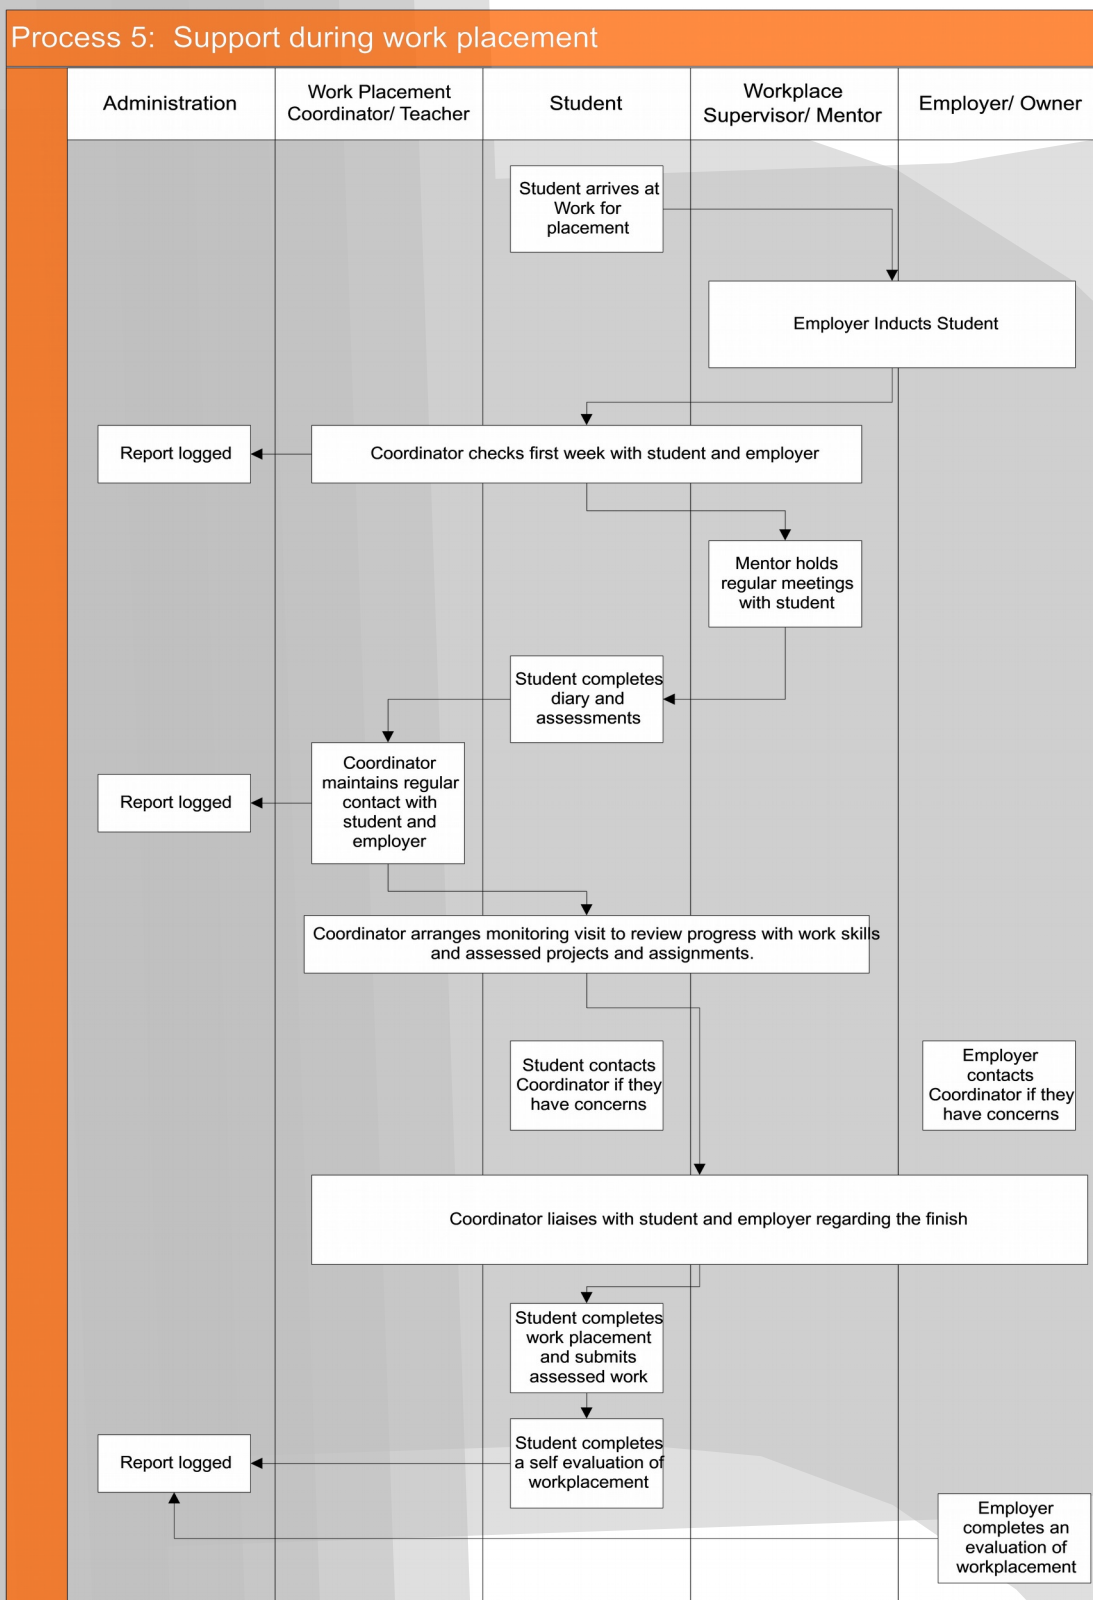 Process 5: Support during work placement
Administration
Work Placement
Coordinator/ Teacher
Student
Workplace
Supervisor/ Mentor
Employer/ Owner
Student arrives at
Work for
placement
Employer Inducts Student
Report logged
Coordinator checks first week with student and employer
Mentor holds
regular meetings
with student
Student completes
diary and
assessments
Coordinator
maintains regular
contact with
student and
employer
Report logged
Coordinator arranges monitoring visit to review progress with work skills
and assessed projects and assignments.
Student contacts
Coordinator if they
have concerns
Employer
contacts
Coordinator if they
have concerns
Coordinator liaises with student and employer regarding the finish
Student completes
work placement
and submits
assessed work
Report logged
Student completes
a self evaluation of
workplacement
Employer
completes an
evaluation of
workplacement